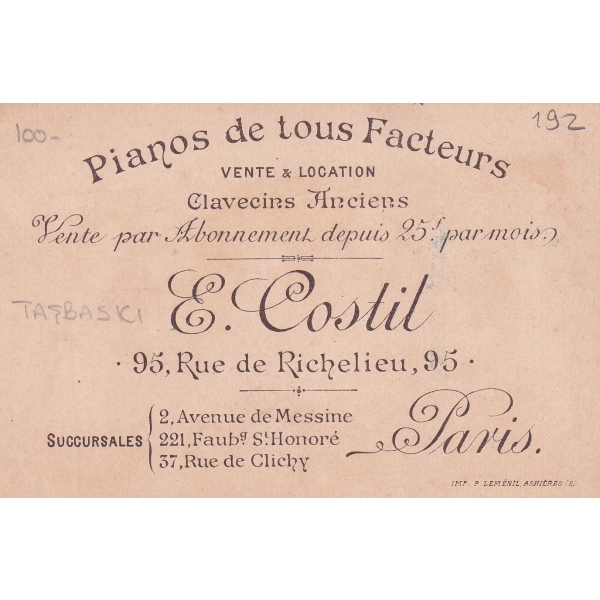 100-
192
Pianos de tous Facteurs
VENTE & LOCATION
Clavecins Anciens
Vente par Abonnement depuis 25f. par mois.
E. Costil
TAŞBASKI
· 95, Rue de Richelieu, 95 ·
SUCCURSALES
2, Avenue de Messine
221, Faubg St Honoré
37, Rue de Clichy
Paris.
IMP. P. LEMÉNIL, ASNIÈRES (S.)